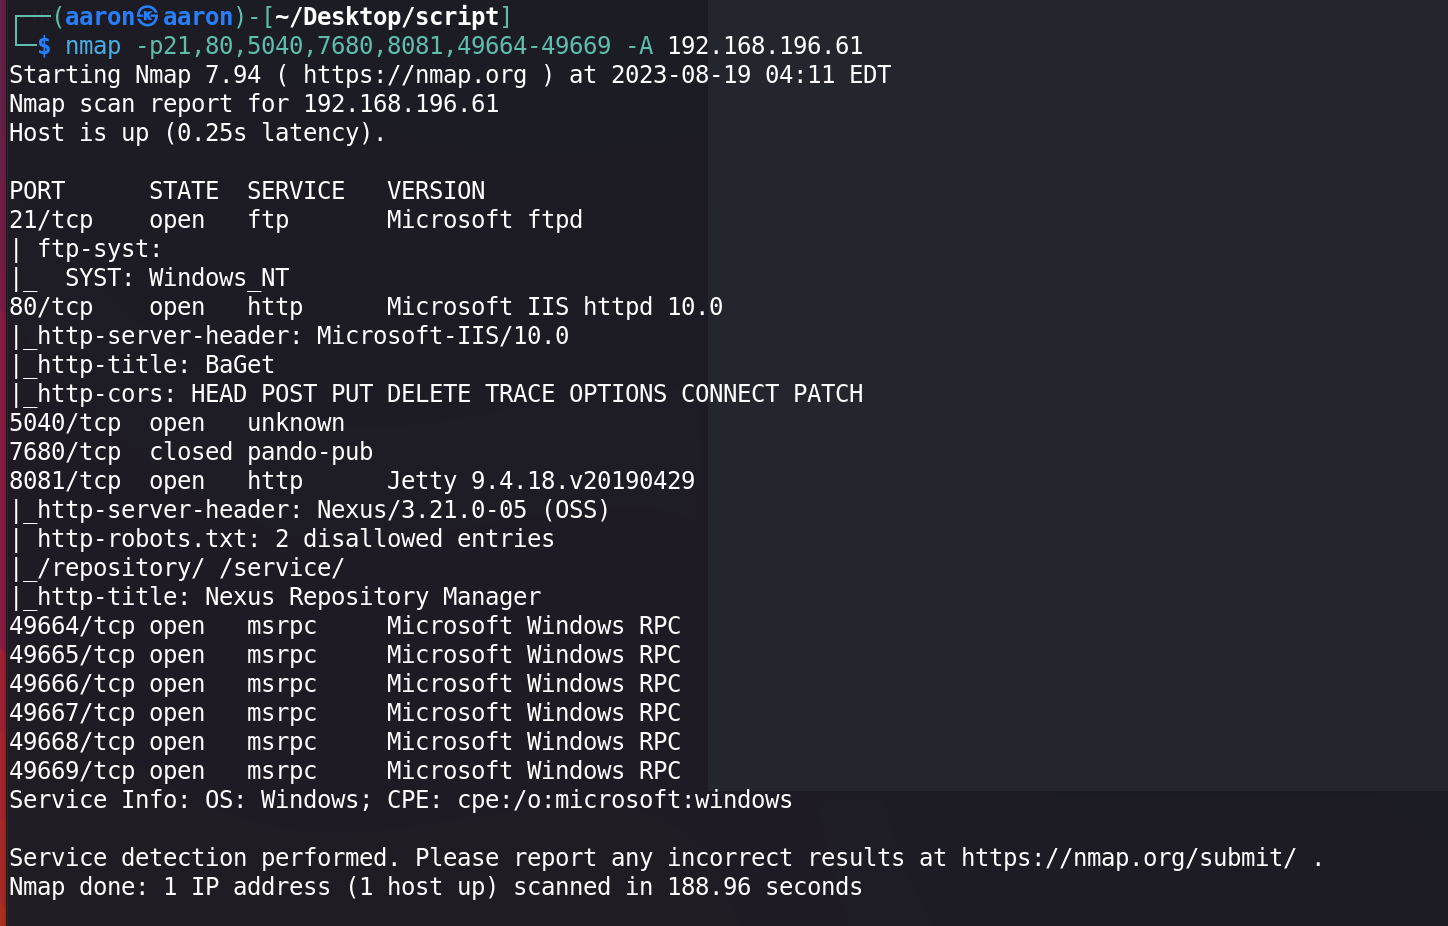 ┌──(aaron㉿aaron)-[~/Desktop/script]
└─$ nmap -p21,80,5040,7680,8081,49664-49669 -A 192.168.196.61
Starting Nmap 7.94 ( https://nmap.org ) at 2023-08-19 04:11 EDT
Nmap scan report for 192.168.196.61
Host is up (0.25s latency).

PORT      STATE  SERVICE   VERSION
21/tcp    open   ftp       Microsoft ftpd
| ftp-syst:
|_  SYST: Windows_NT
80/tcp    open   http      Microsoft IIS httpd 10.0
|_http-server-header: Microsoft-IIS/10.0
|_http-title: BaGet
|_http-cors: HEAD POST PUT DELETE TRACE OPTIONS CONNECT PATCH
5040/tcp  open   unknown
7680/tcp  closed pando-pub
8081/tcp  open   http      Jetty 9.4.18.v20190429
|_http-server-header: Nexus/3.21.0-05 (OSS)
| http-robots.txt: 2 disallowed entries
|_/repository/ /service/
|_http-title: Nexus Repository Manager
49664/tcp open   msrpc     Microsoft Windows RPC
49665/tcp open   msrpc     Microsoft Windows RPC
49666/tcp open   msrpc     Microsoft Windows RPC
49667/tcp open   msrpc     Microsoft Windows RPC
49668/tcp open   msrpc     Microsoft Windows RPC
49669/tcp open   msrpc     Microsoft Windows RPC
Service Info: OS: Windows; CPE: cpe:/o:microsoft:windows

Service detection performed. Please report any incorrect results at https://nmap.org/submit/ .
Nmap done: 1 IP address (1 host up) scanned in 188.96 seconds